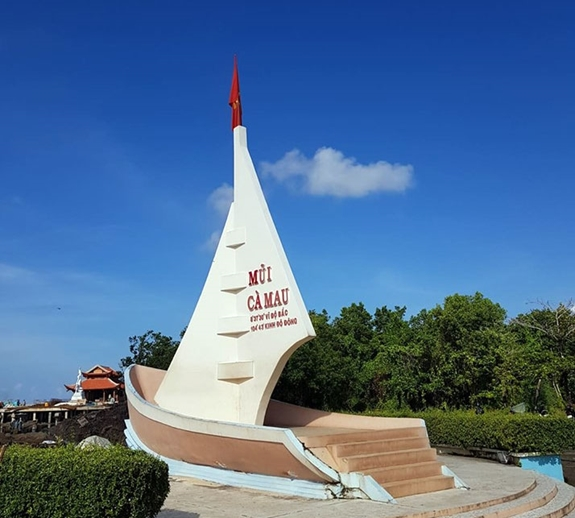 MŨI
CÀ MAU
8°37'30" VĨ ĐỘ BẮC
104°43' KINH ĐỘ ĐÔNG